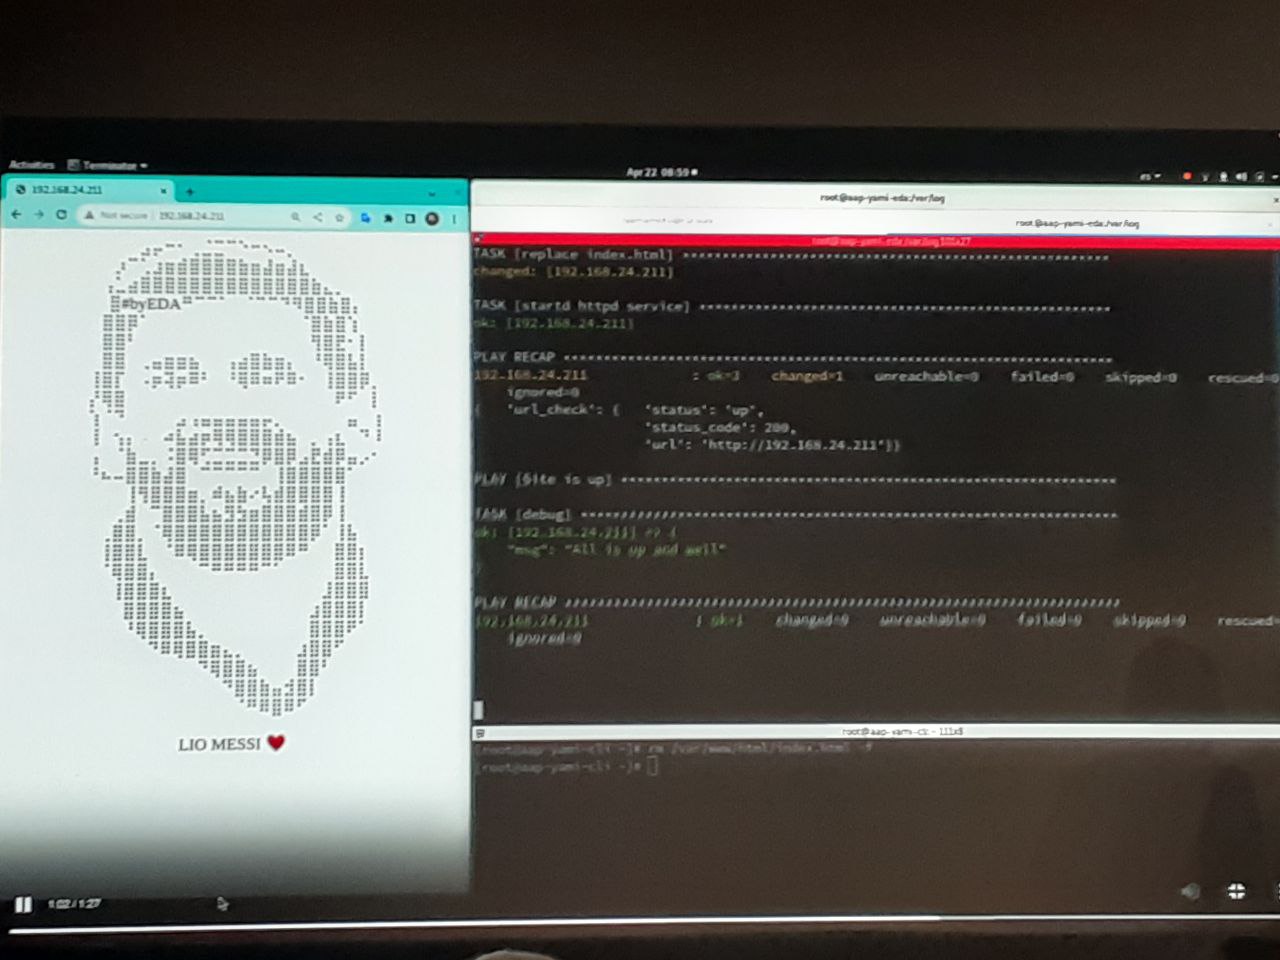 Activities Terminator
Apr 22 08:59
es
192.168.24.211
Not secure | 192.168.24.211
#byEDA
LIO MESSI ❤
root@aap-yami-eda:/var/log
root@aap-yami-eda:/var/log
root@aap-yami-eda:/var/log
TASK [replace index.html] ****************************************************
changed: [192.168.24.211]
TASK [startd httpd service] **************************************************
ok: [192.168.24.211]
PLAY RECAP *******************************************************************
192.168.24.211 : ok=3 changed=1 unreachable=0 failed=0 skipped=0 rescued=0
ignored=0
{ 'url_check': { 'status': 'up',
'status_code': 200,
'url': 'http://192.168.24.211'}}
PLAY [Site is up] ************************************************************
TASK [debug] *****************************************************************
ok: [192.168.24.211] => {
"msg": "All is up and well"
}
PLAY RECAP *******************************************************************
192.168.24.211 : ok=1 changed=0 unreachable=0 failed=0 skipped=0 rescued=
ignored=0
root@aap-yami-cli:~ 111x8
[root@aap-yami-cli ~]# rm /var/www/html/index.html -f
[root@aap-yami-cli ~]#
1:02 / 1:27